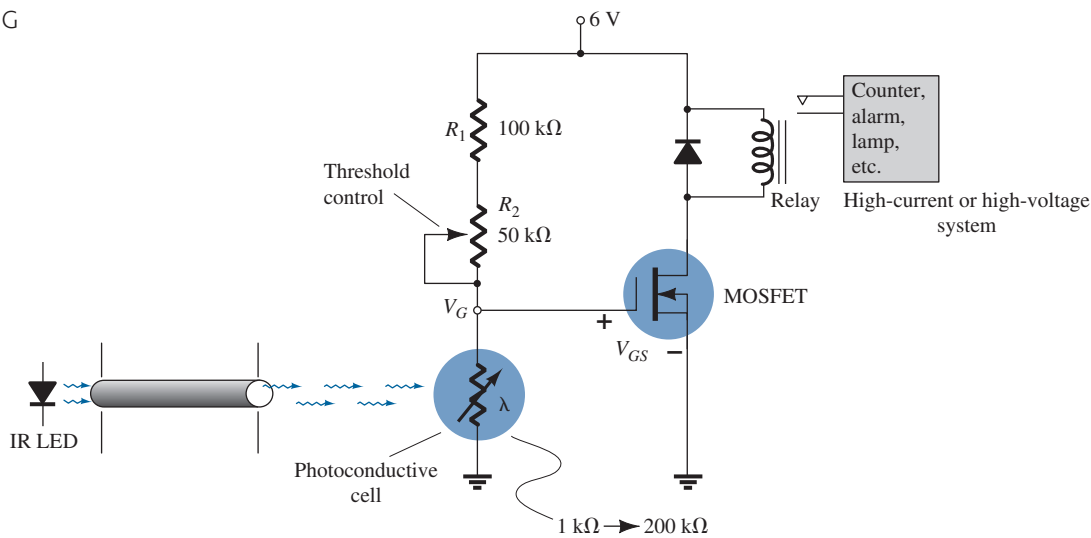 G
6 V
R1 100 kΩ
Threshold
control
R2
50 kΩ
Counter,
alarm,
lamp,
etc.
Relay
High-current or high-voltage
system
MOSFET
VG
+
VGS −
λ
IR LED
Photoconductive
cell
1 kΩ → 200 kΩ